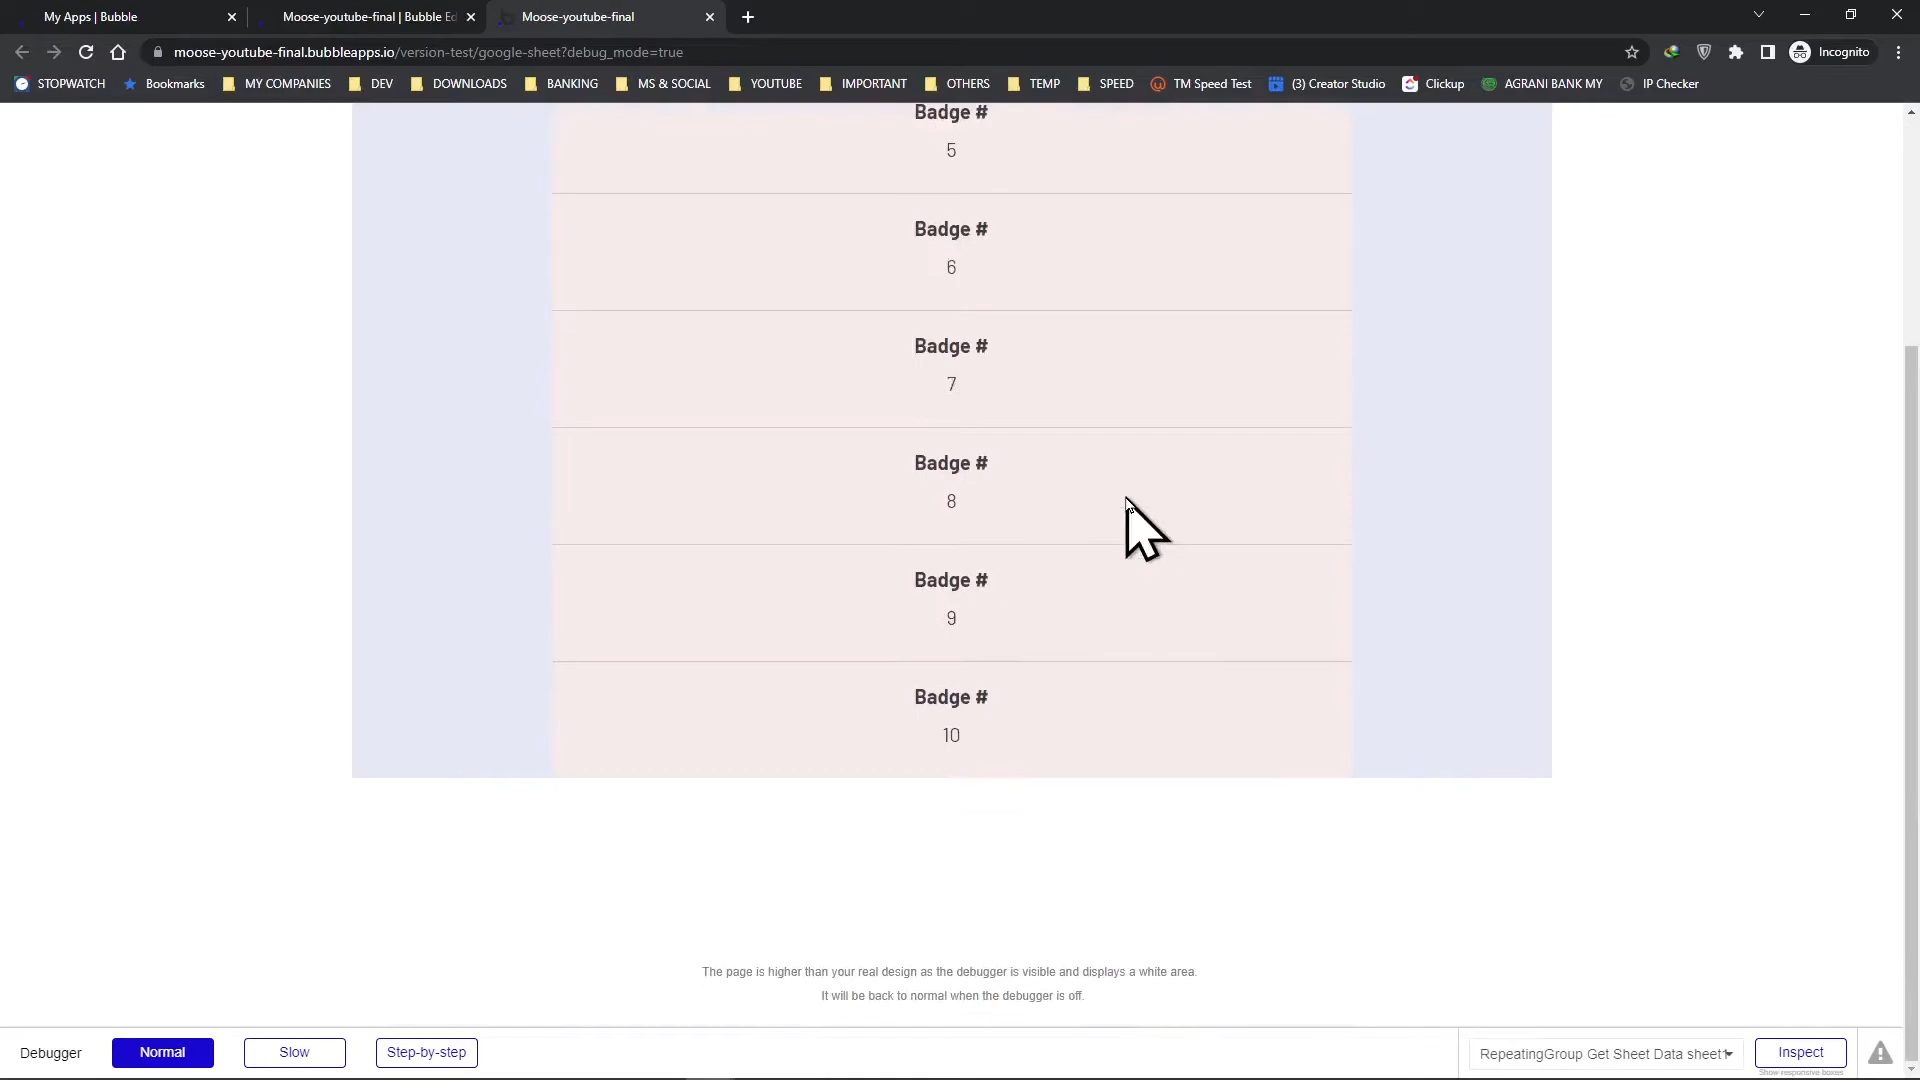 My Apps | Bubble
Moose-youtube-final | Bubble Ed
Moose-youtube-final
moose-youtube-final.bubbleapps.io/version-test/google-sheet?debug_mode=true
Incognito
STOPWATCH
Bookmarks
MY COMPANIES
DEV
DOWNLOADS
BANKING
MS & SOCIAL
YOUTUBE
IMPORTANT
OTHERS
TEMP
SPEED
TM Speed Test
(3) Creator Studio
Clickup
AGRANI BANK MY
IP Checker
Badge #
5
Badge #
6
Badge #
7
Badge #
8
Badge #
9
Badge #
10
The page is higher than your real design as the debugger is visible and displays a white area.
It will be back to normal when the debugger is off.
Debugger
Normal
Slow
Step-by-step
RepeatingGroup Get Sheet Data sheet1
Inspect
Show responsive boxes